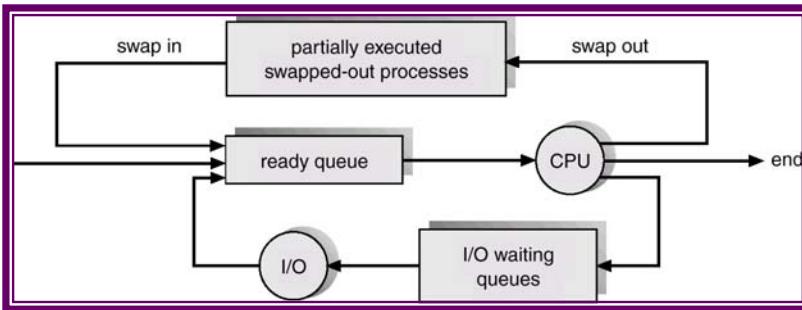 swap in
partially executed
swapped-out processes
swap out
ready queue
CPU
end
I/O
I/O waiting
queues